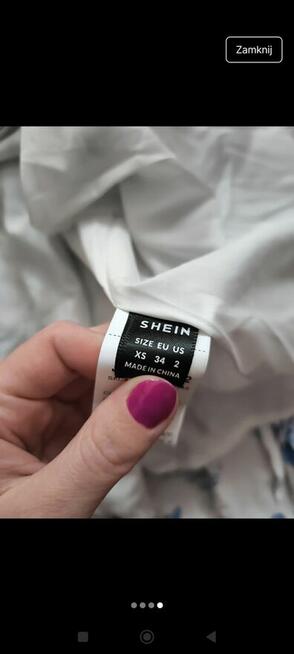 Zamknij
SHEIN
SIZE EU US
XS 34 2
MADE IN CHINA